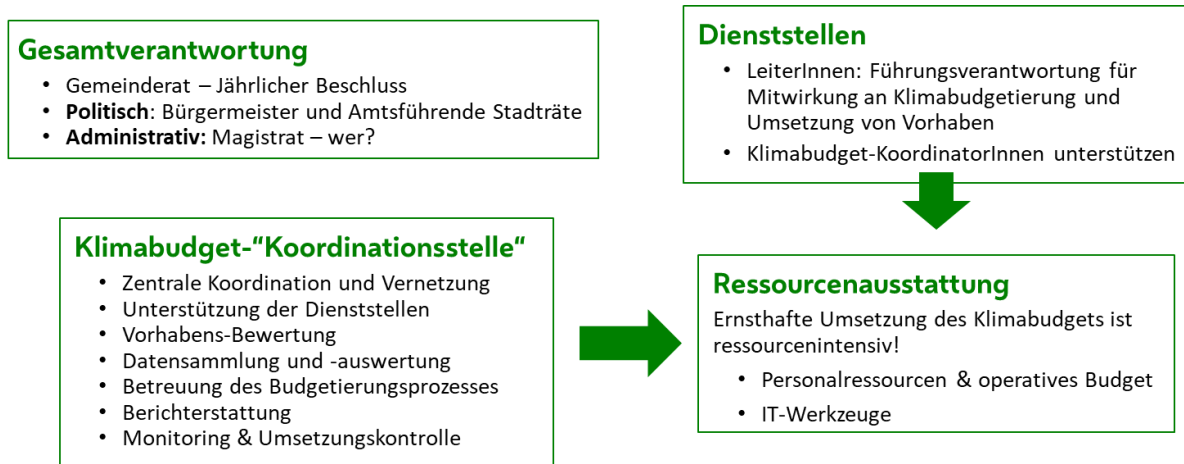 Gesamtverantwortung
• Gemeinderat – Jährlicher Beschluss
• Politisch: Bürgermeister und Amtsführende Stadträte
• Administrativ: Magistrat – wer?
Dienststellen
• LeiterInnen: Führungsverantwortung für
Mitwirkung an Klimabudgetierung und
Umsetzung von Vorhaben
• Klimabudget-KoordinatorInnen unterstützen
Klimabudget-“Koordinationsstelle“
• Zentrale Koordination und Vernetzung
• Unterstützung der Dienststellen
• Vorhabens-Bewertung
• Datensammlung und -auswertung
• Betreuung des Budgetierungsprozesses
• Berichterstattung
• Monitoring & Umsetzungskontrolle
Ressourcenausstattung
Ernsthafte Umsetzung des Klimabudgets ist
ressourcenintensiv!
• Personalressourcen & operatives Budget
• IT-Werkzeuge